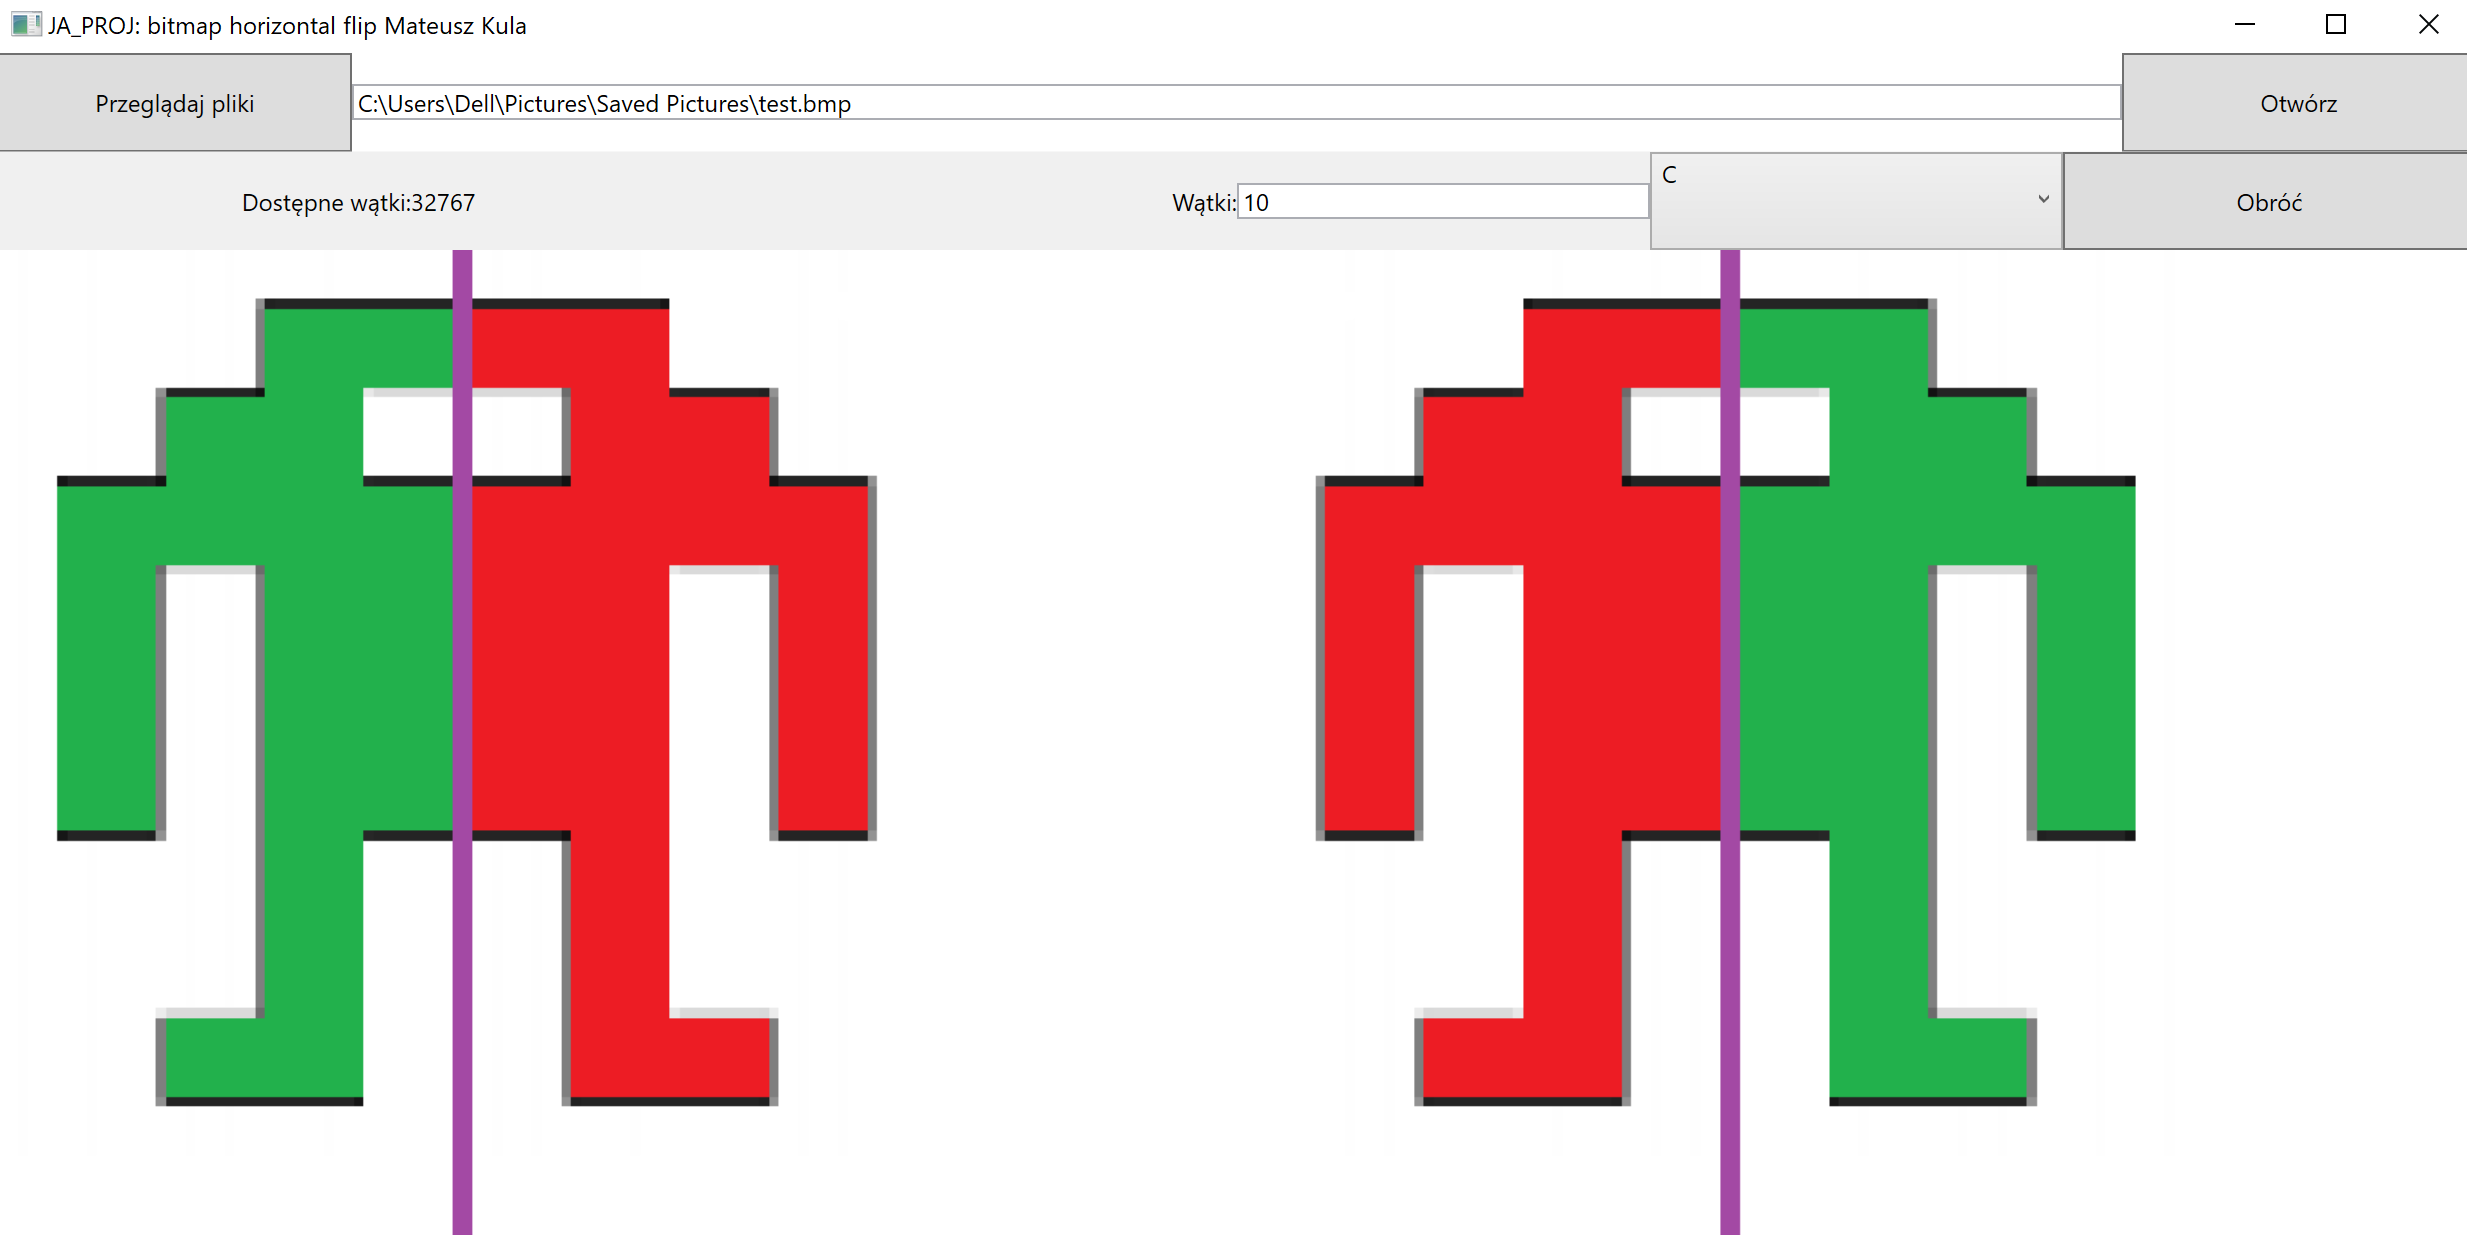 JA_PROJ: bitmap horizontal flip Mateusz Kula
Przeglądaj pliki
C:\Users\Dell\Pictures\Saved Pictures\test.bmp
Otwórz
Dostępne wątki:32767
Wątki:
10
C
Obróć